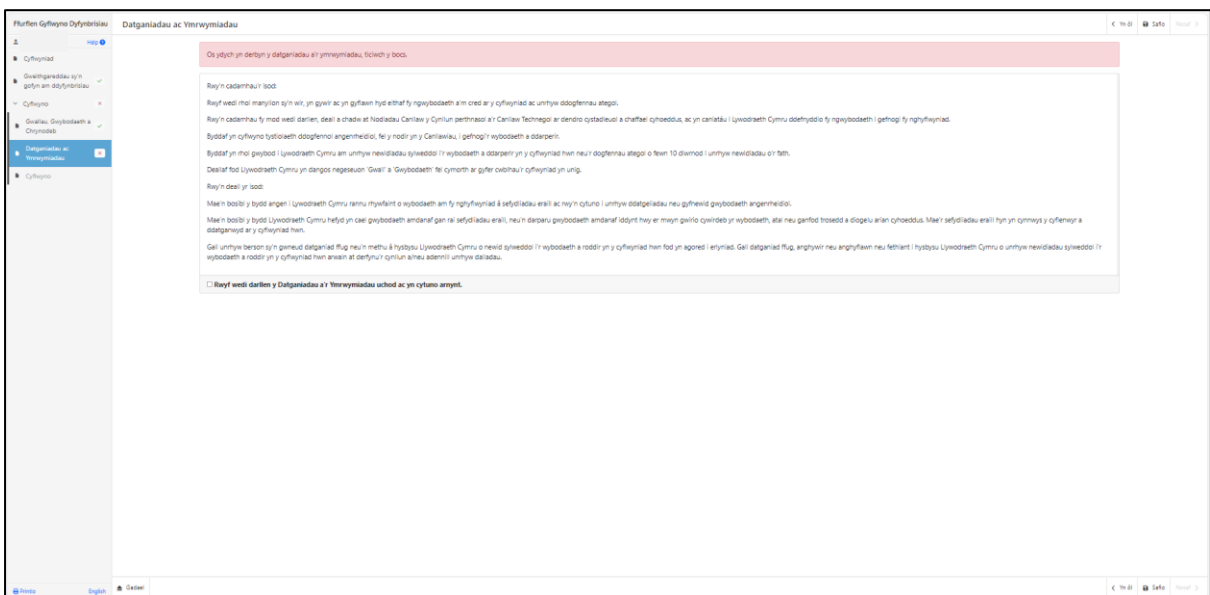 Ffurflen Gyflwyno Dyfynbrisiau
Datganiadau ac Ymrwymiadau
Yn ôl
Safio
Nesaf
Help
Cyflwyniad
Gweithgareddau sy'n
gofyn am ddyfynbrisiau
Cyflwyno
Gwallau, Gwybodaeth a
Chrynodeb
Datganiadau ac
Ymrwymiadau
Cyflwyno
Os ydych yn derbyn y datganiadau a'r ymrwymiadau, ticiwch y bocs.
Rwy'n cadarnhau'r isod:
Rwyf wedi rhoi manylion sy'n wir, yn gywir ac yn gyflawn hyd eithaf fy ngwybodaeth a'm cred ar y cyflwyniad ac unrhyw ddogfennau ategol.
Rwy'n cadarnhau fy mod wedi darllen, deall a chadw at Nodiadau Canllaw y Cynllun perthnasol a'r Canllaw Technegol ar dendro cystadleuol a chaffael cyhoeddus, ac yn caniatáu i Lywodraeth Cymru ddefnyddio fy ngwybodaeth i gefnogi fy nghyflwyniad.
Byddaf yn cyflwyno tystiolaeth ddogfennol angenrheidiol, fel y nodir yn y Canllawiau, i gefnogi'r wybodaeth a ddarperir.
Byddaf yn rhoi gwybod i Lywodraeth Cymru am unrhyw newidiadau sylweddol i'r wybodaeth a ddarperir yn y cyflwyniad hwn neu'r dogfennau ategol o fewn 10 diwrnod i unrhyw newidiadau o'r fath.
Deallaf fod Llywodraeth Cymru yn dangos negeseuon 'Gwall' a 'Gwybodaeth' fel cymorth ar gyfer cwblhau'r cyflwyniad yn unig.
Rwy'n deall yr isod:
Mae'n bosibl y bydd angen i Lywodraeth Cymru rannu rhywfaint o wybodaeth am fy nghyflwyniad â sefydliadau eraill ac rwy'n cytuno i unrhyw ddatgeliadau neu gyfnewid gwybodaeth angenrheidiol.
Mae'n bosibl y bydd Llywodraeth Cymru hefyd yn cael gwybodaeth amdanaf gan rai sefydliadau eraill, neu'n darparu gwybodaeth amdanaf iddynt hwy er mwyn gwirio cywirdeb yr wybodaeth, atal neu ganfod trosedd a diogelu arian cyhoeddus. Mae'r sefydliadau eraill hyn yn cynnwys y cyflenwyr a
ddatganwyd ar y cyflwyniad hwn.
Gall unrhyw berson sy'n gwneud datganiad ffug neu'n methu â hysbysu Llywodraeth Cymru o newid sylweddol i'r wybodaeth a roddir yn y cyflwyniad hwn fod yn agored i erlyniad. Gall datganiad ffug, anghywir neu anghyflawn neu fethiant i hysbysu Llywodraeth Cymru o unrhyw newidiadau sylweddol i'r
wybodaeth a roddir yn y cyflwyniad hwn arwain at derfynu'r cynllun a/neu adennill unrhyw daliadau.
Rwyf wedi darllen y Datganiadau a'r Ymrwymiadau uchod ac yn cytuno arnynt.
Printio
English
Gadael
Yn ôl
Safio
Nesaf